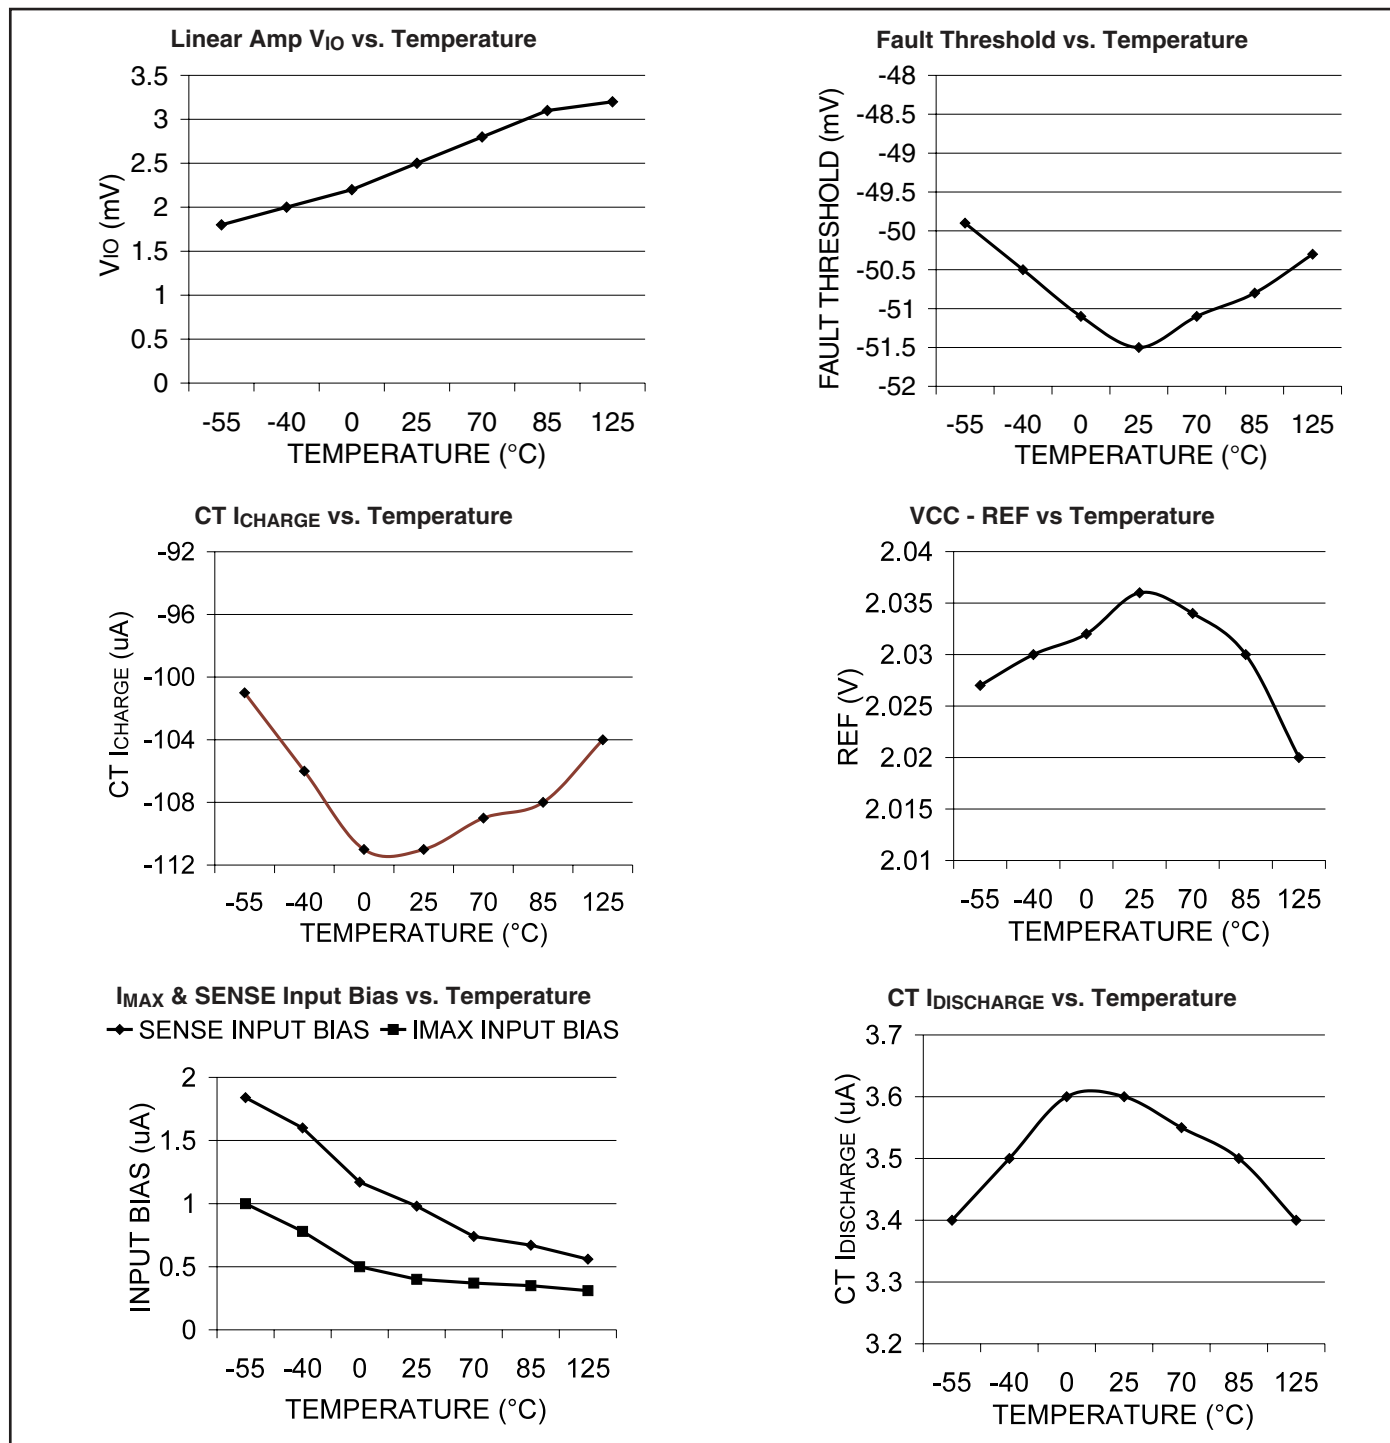 Linear Amp VIO vs. Temperature
3.5
3
2.5
2
1.5
1
0.5
0
VIO (mV)
-55 -40 0 25 70 85 125
TEMPERATURE (°C)
Fault Threshold vs. Temperature
-48
-48.5
-49
-49.5
-50
-50.5
-51
-51.5
-52
FAULT THRESHOLD (mV)
-55 -40 0 25 70 85 125
TEMPERATURE (°C)
CT ICHARGE vs. Temperature
-92
-96
-100
-104
-108
-112
CT ICHARGE (uA)
-55 -40 0 25 70 85 125
TEMPERATURE (°C)
VCC - REF vs Temperature
2.04
2.035
2.03
2.025
2.02
2.015
2.01
REF (V)
-55 -40 0 25 70 85 125
TEMPERATURE (°C)
IMAX & SENSE Input Bias vs. Temperature
SENSE INPUT BIAS IMAX INPUT BIAS
2
1.5
1
0.5
0
INPUT BIAS (uA)
-55 -40 0 25 70 85 125
TEMPERATURE (°C)
CT IDISCHARGE vs. Temperature
3.7
3.6
3.5
3.4
3.3
3.2
CT IDISCHARGE (uA)
-55 -40 0 25 70 85 125
TEMPERATURE (°C)